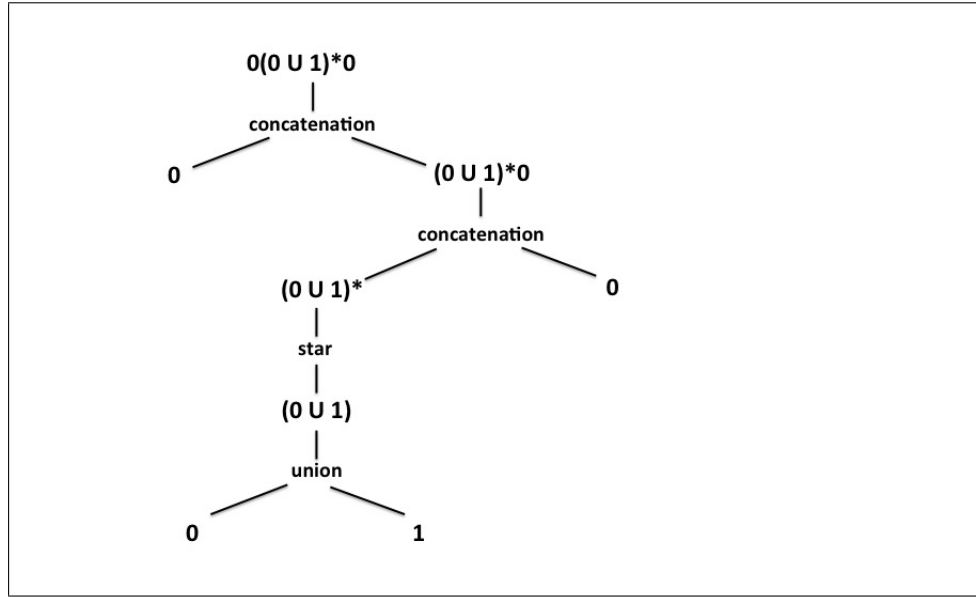 0(0 U 1)*0
concatenation
0
(0 U 1)*0
concatenation
(0 U 1)*
0
star
(0 U 1)
union
0
1